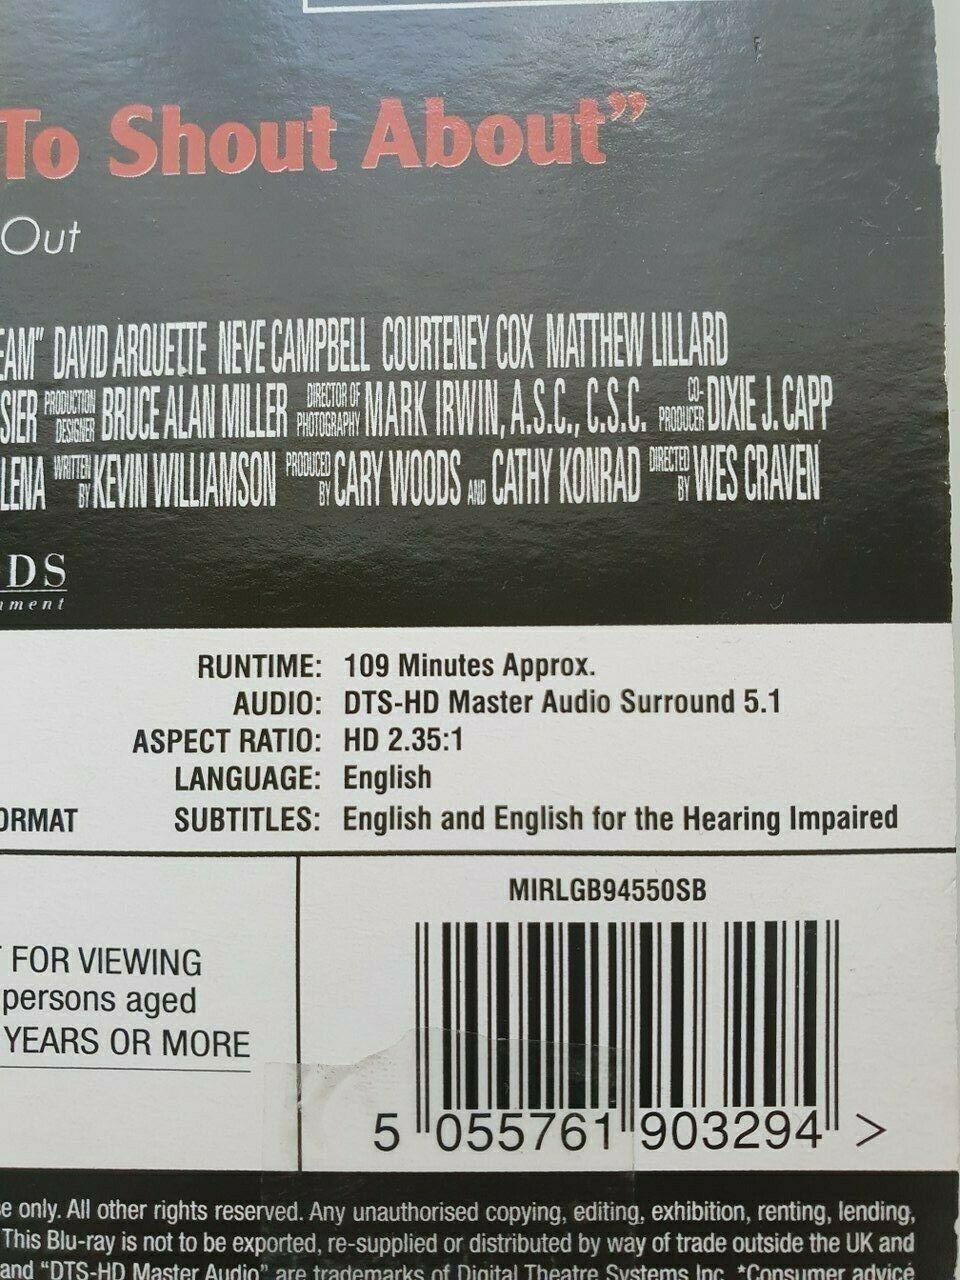 To Shout About”
Out
EAM" DAVID ARQUETTE NEVE CAMPBELL COURTENEY COX MATTHEW LILLARD
SIER PRODUCTION DESIGNER BRUCE ALAN MILLER DIRECTOR OF PHOTOGRAPHY MARK IRWIN, A.S.C., C.S.C. CO-PRODUCER DIXIE J. CAPP
LENA WRITTEN BY KEVIN WILLIAMSON PRODUCED BY CARY WOODS AND CATHY KONRAD DIRECTED BY WES CRAVEN
DS
nment
RUNTIME: 109 Minutes Approx.
AUDIO: DTS-HD Master Audio Surround 5.1
ASPECT RATIO: HD 2.35:1
LANGUAGE: English
ORMAT SUBTITLES: English and English for the Hearing Impaired
MIRLGB94550SB
T FOR VIEWING
persons aged
YEARS OR MORE
5 055761 903294 >
e only. All other rights reserved. Any unauthorised copying, editing, exhibition, renting, lending,
This Blu-ray is not to be exported, re-supplied or distributed by way of trade outside the UK and
and “DTS-HD Master Audio” are trademarks of Digital Theatre Systems Inc. *Consumer advice